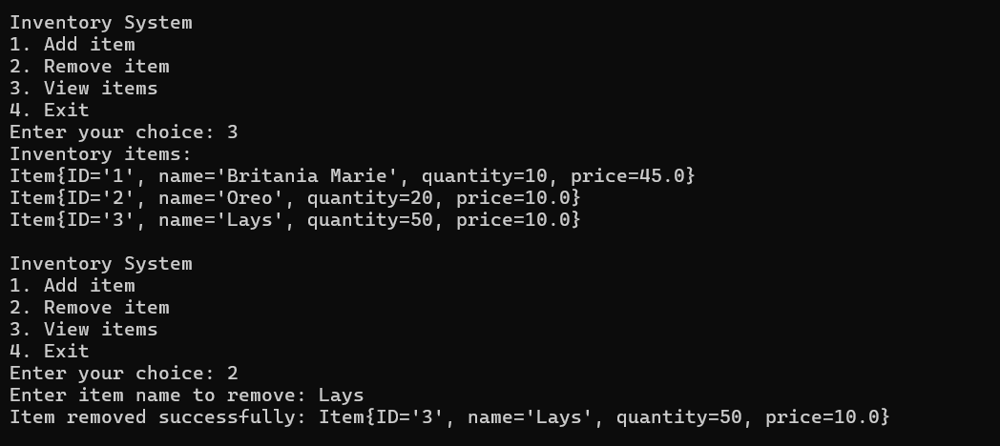 Inventory System
1. Add item
2. Remove item
3. View items
4. Exit
Enter your choice: 3
Inventory items:
Item{ID='1', name='Britania Marie', quantity=10, price=45.0}
Item{ID='2', name='Oreo', quantity=20, price=10.0}
Item{ID='3', name='Lays', quantity=50, price=10.0}
Inventory System
1. Add item
2. Remove item
3. View items
4. Exit
Enter your choice: 2
Enter item name to remove: Lays
Item removed successfully: Item{ID='3', name='Lays', quantity=50, price=10.0}